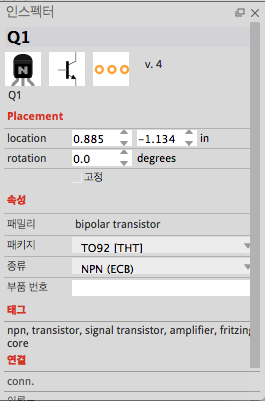 인스펙터
Q1
N
v. 4
Q1
Placement
location 0.885 -1.134 in
rotation 0.0 degrees
고정
속성
패밀리 bipolar transistor
패키지 TO92 [THT]
종류 NPN (ECB)
부품 번호
태그
npn, transistor, signal transistor, amplifier, fritzing
core
연결
conn.